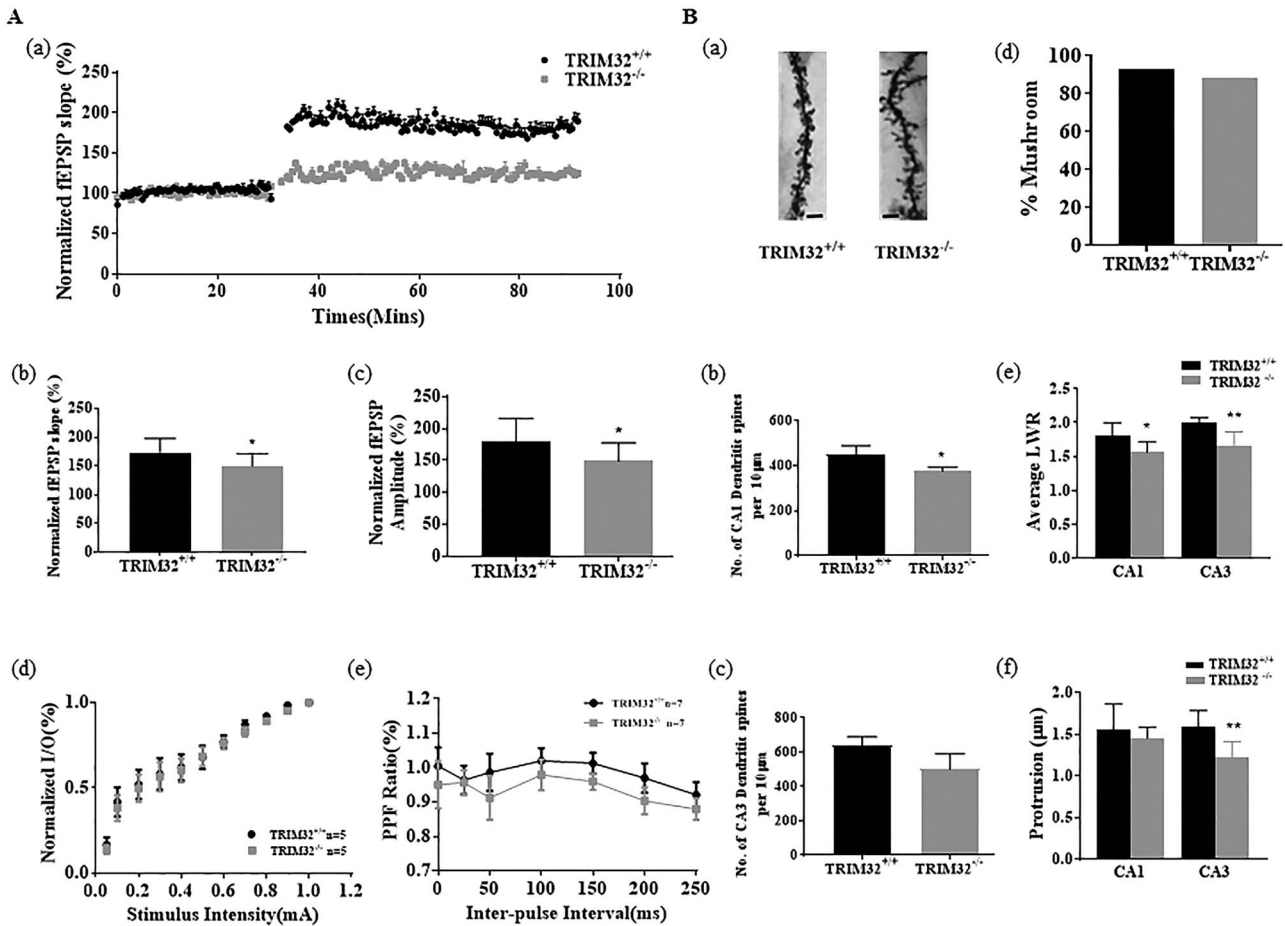 A
(a)
Normalized fEPSP slope (%)
250
200
150
100
50
0
TRIM32+/+
TRIM32-/-
0
20
40
60
80
100
Times(Mins)
(b)
Normalized fEPSP slope (%)
250
200
150
100
50
0
*
TRIM32+/+
TRIM32-/-
(c)
Normalized fEPSP
Amplitude (%)
250
200
150
100
50
0
*
TRIM32+/+
TRIM32-/-
(d)
Normalized I/O(%)
1.0
0.5
0.0
TRIM32+/+n=5
TRIM32-/- n=5
0.0
0.2
0.4
0.6
0.8
1.0
1.2
Stimulus Intensity(mA)
(e)
PPF Ratio(%)
1.2
1.1
1.0
0.9
0.8
0.7
TRIM32+/+n=7
TRIM32-/- n=7
0
50
100
150
200
250
Inter-pulse Interval(ms)
B
(a)
TRIM32+/+
TRIM32-/-
(b)
No. of CA1 Dendritic spines
per 10µm
600
400
200
0
*
TRIM32+/+
TRIM32-/-
(c)
No. of CA3 Dendritic spines
per 10µm
800
600
400
200
0
TRIM32+/+
TRIM32-/-
(d)
% Mushroom
100
80
60
40
20
0
TRIM32+/+
TRIM32-/-
(e)
Average LWR
2.5
2.0
1.5
1.0
0.5
0.0
TRIM32+/+
TRIM32-/-
*
**
CA1
CA3
(f)
Protrusion (µm)
2.0
1.5
1.0
0.5
0.0
TRIM32+/+
TRIM32-/-
**
CA1
CA3